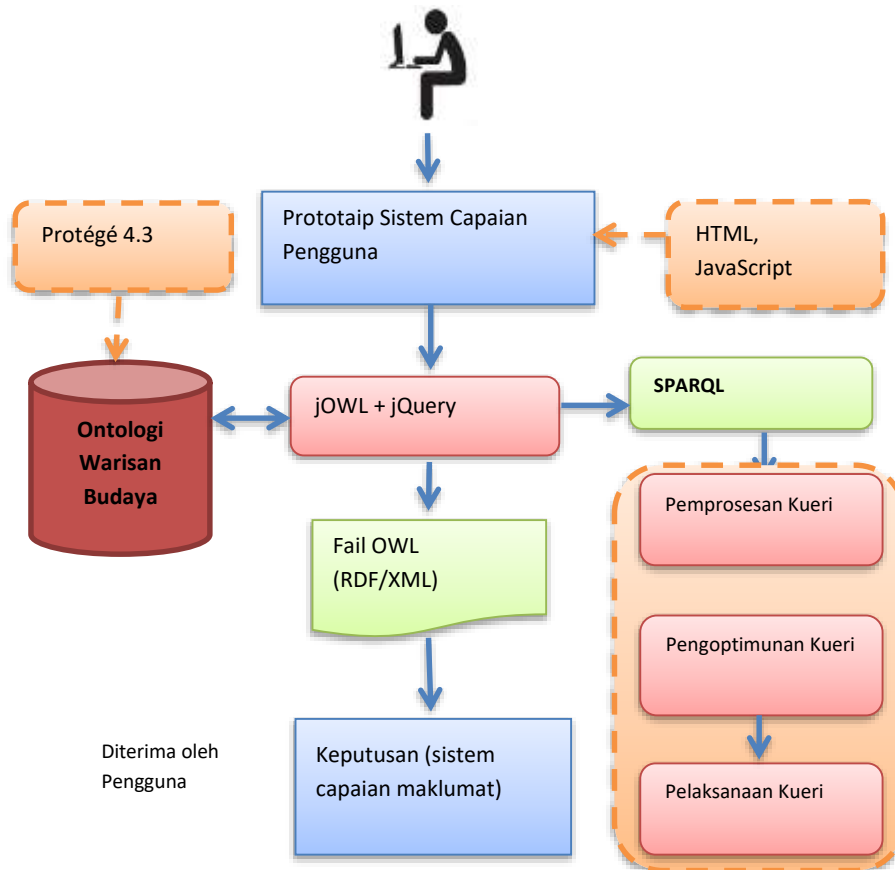 Prototaip Sistem Capaian
Pengguna
Protégé 4.3
HTML,
JavaScript
Ontologi
Warisan
Budaya
jOWL + jQuery
SPARQL
Fail OWL
(RDF/XML)
Pemprosesan Kueri
Pengoptimunan Kueri
Pelaksanaan Kueri
Diterima oleh
Pengguna
Keputusan (sistem
capaian maklumat)